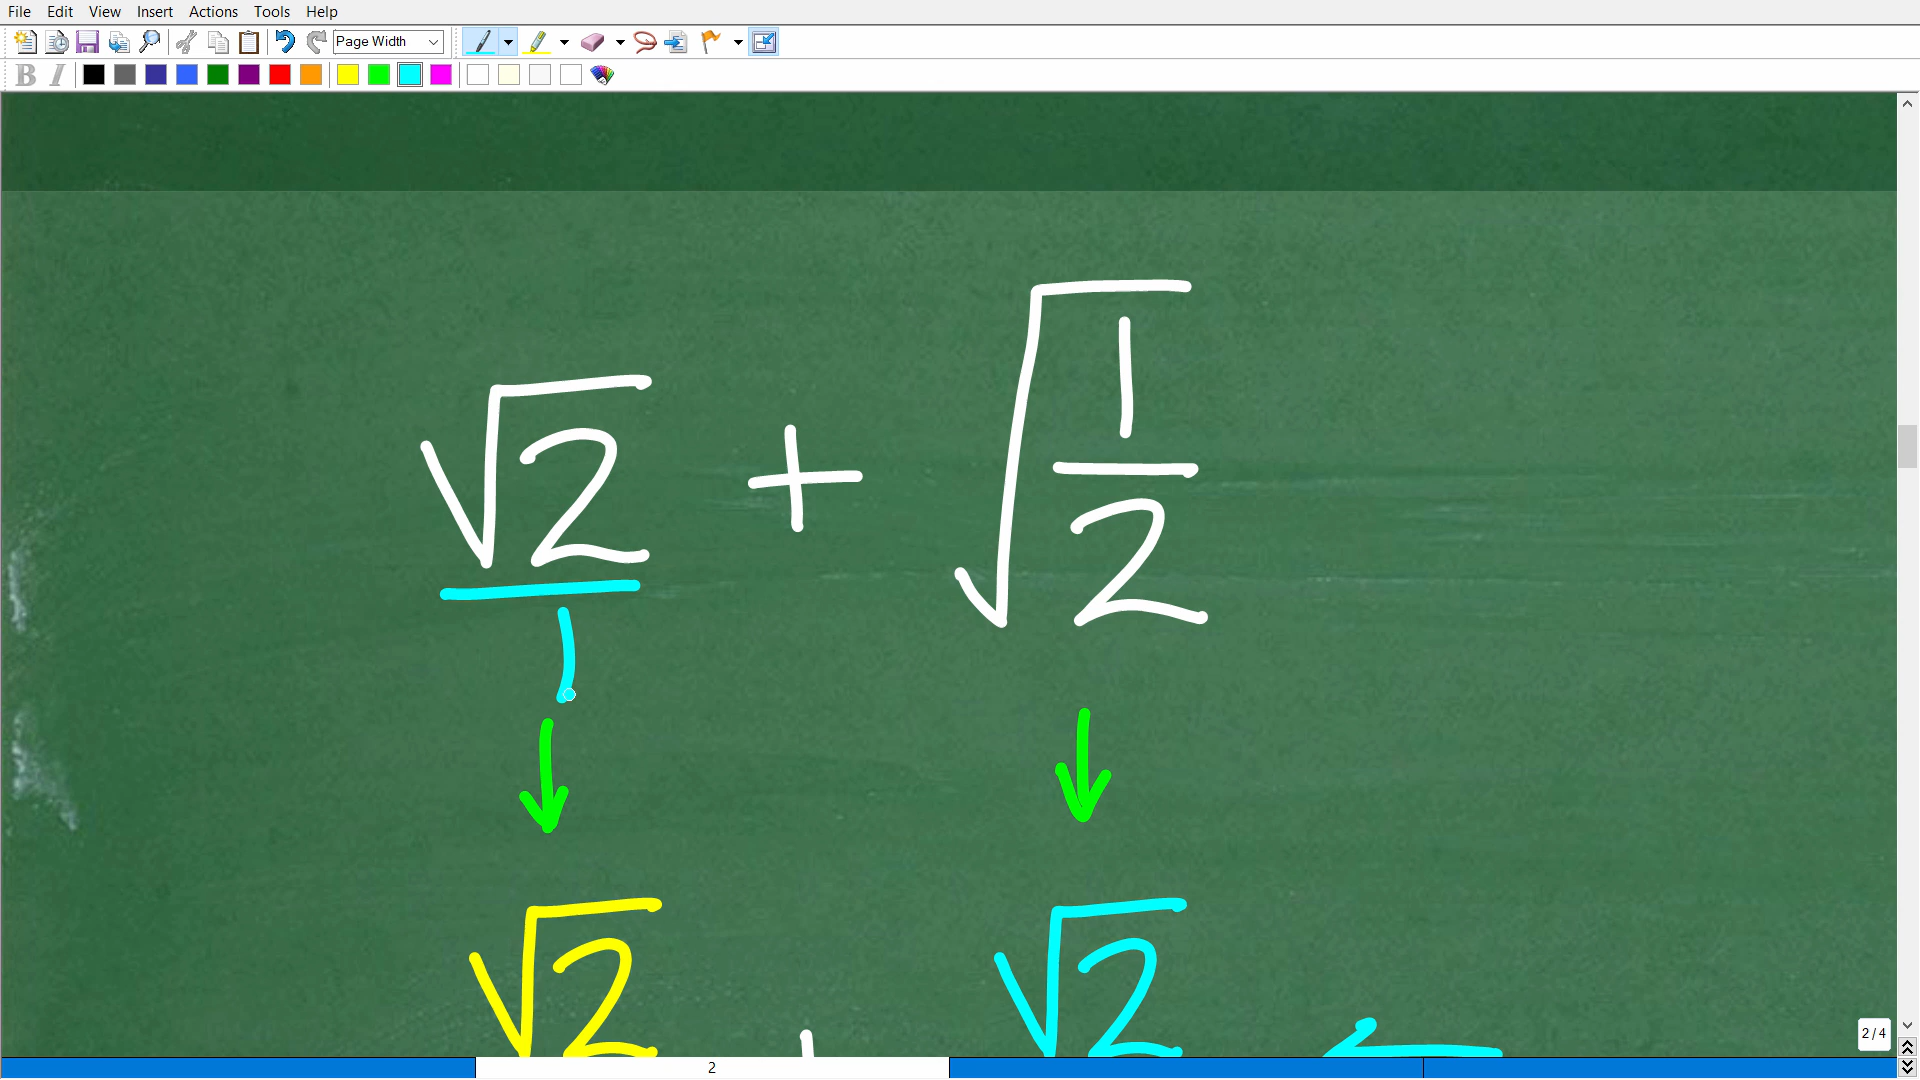 File Edit View Insert Actions Tools Help
Page Width
B I
√2 + √(1/2)
1
√2 + √2
2 / 4
2